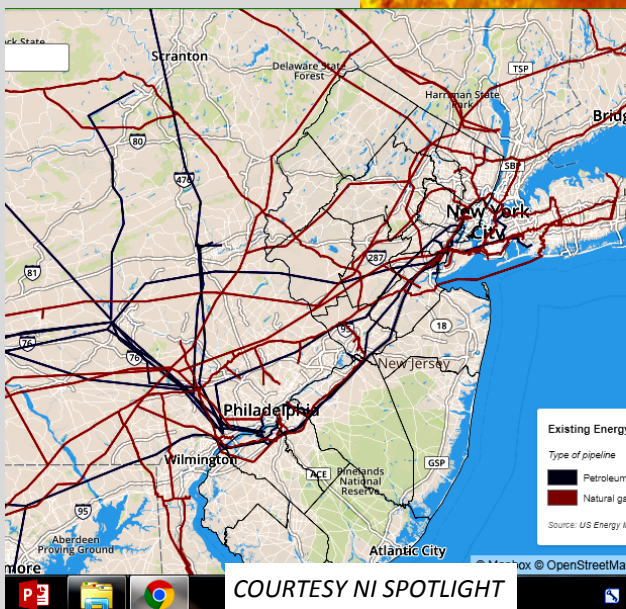 ck State
Scranton
Delaware State
Forest
TSP
Harriman State
Park
Bridg
80
476
SBP
New York
City
81
287
76
95
18
76
New Jersey
Philadelphia
Wilmington
GSP
ACE
Pinelands
National
Reserve
95
Aberdeen
Proving Ground
more
Atlantic City
Existing Energy
Type of pipeline
Petroleum
Natural ga
Source: US Energy I
© Mapbox © OpenStreetMa
COURTESY NJ SPOTLIGHT
P